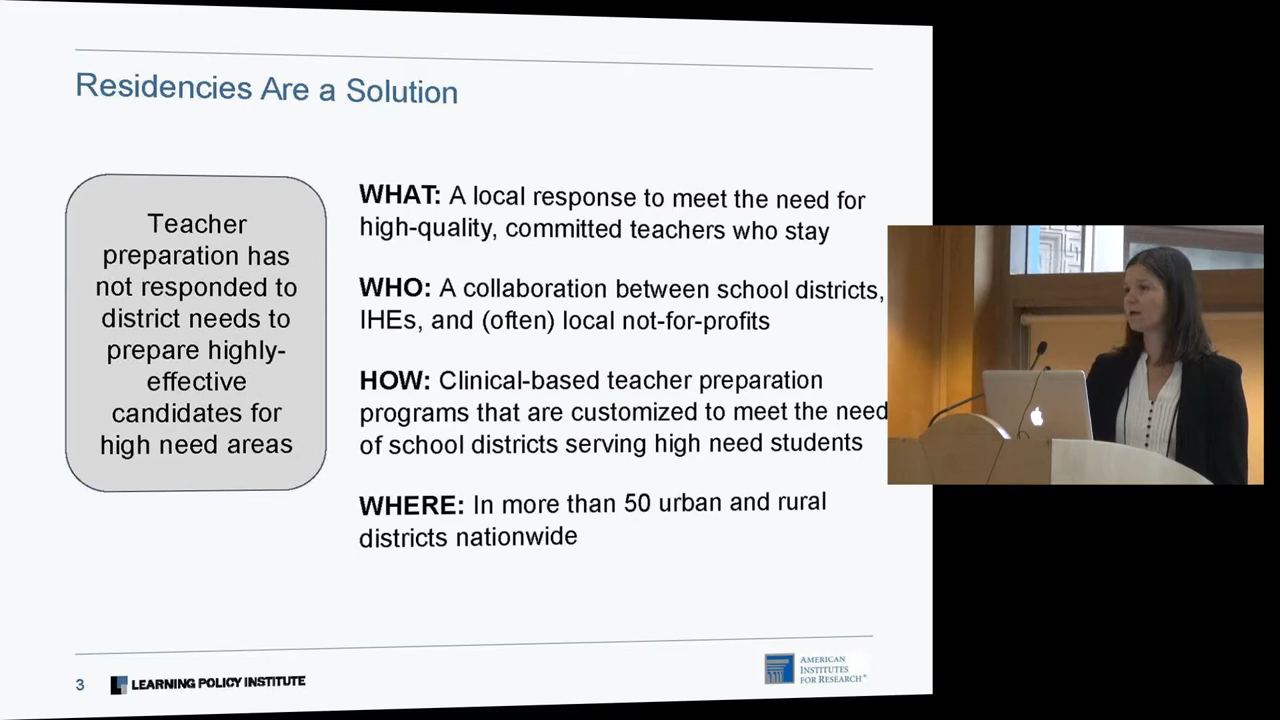 Residencies Are a Solution
Teacher
preparation has
not responded to
district needs to
prepare highly-
effective
candidates for
high need areas
WHAT: A local response to meet the need for
high-quality, committed teachers who stay
WHO: A collaboration between school districts,
IHEs, and (often) local not-for-profits
HOW: Clinical-based teacher preparation
programs that are customized to meet the need
of school districts serving high need students
WHERE: In more than 50 urban and rural
districts nationwide
3
LEARNING POLICY INSTITUTE
AMERICAN
INSTITUTES
FOR RESEARCH®